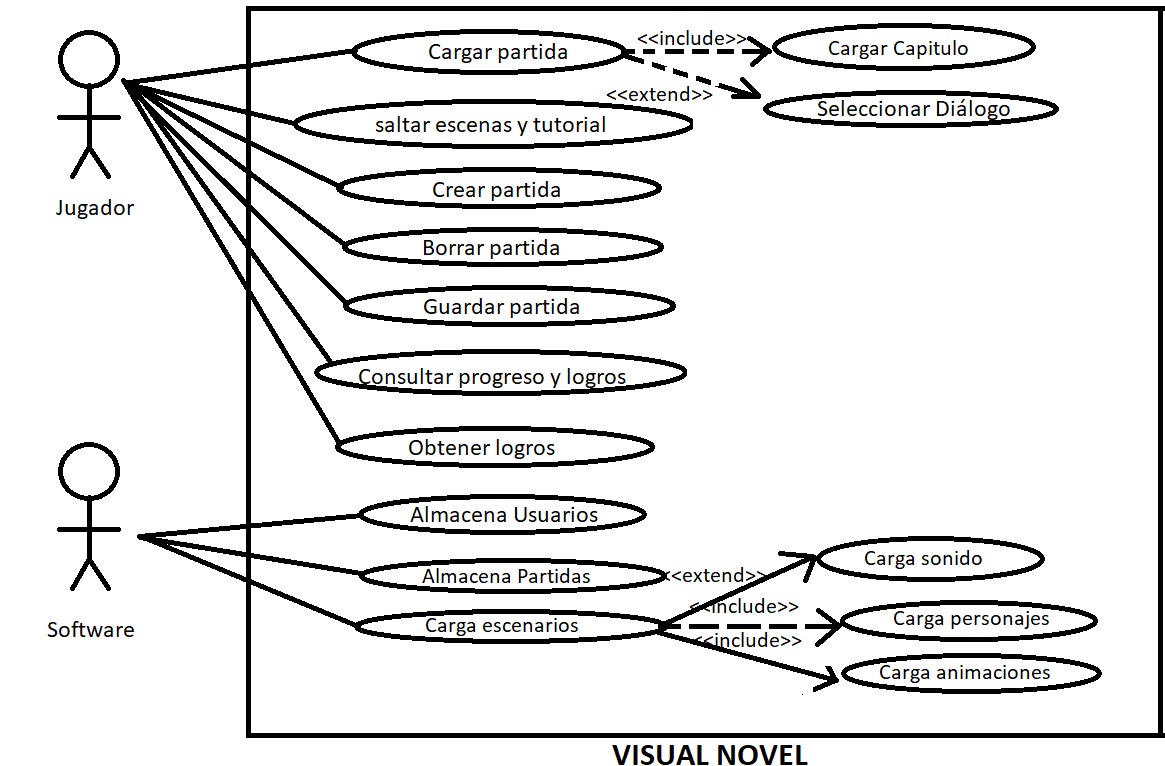 Jugador
Cargar partida
<<include>>
Cargar Capitulo
<<extend>>
Seleccionar Diálogo
saltar escenas y tutorial
Crear partida
Borrar partida
Guardar partida
Consultar progreso y logros
Obtener logros
Software
Almacena Usuarios
Almacena Partidas
Carga escenarios
<<extend>>
Carga sonido
<<include>>
Carga personajes
<<include>>
Carga animaciones
VISUAL NOVEL